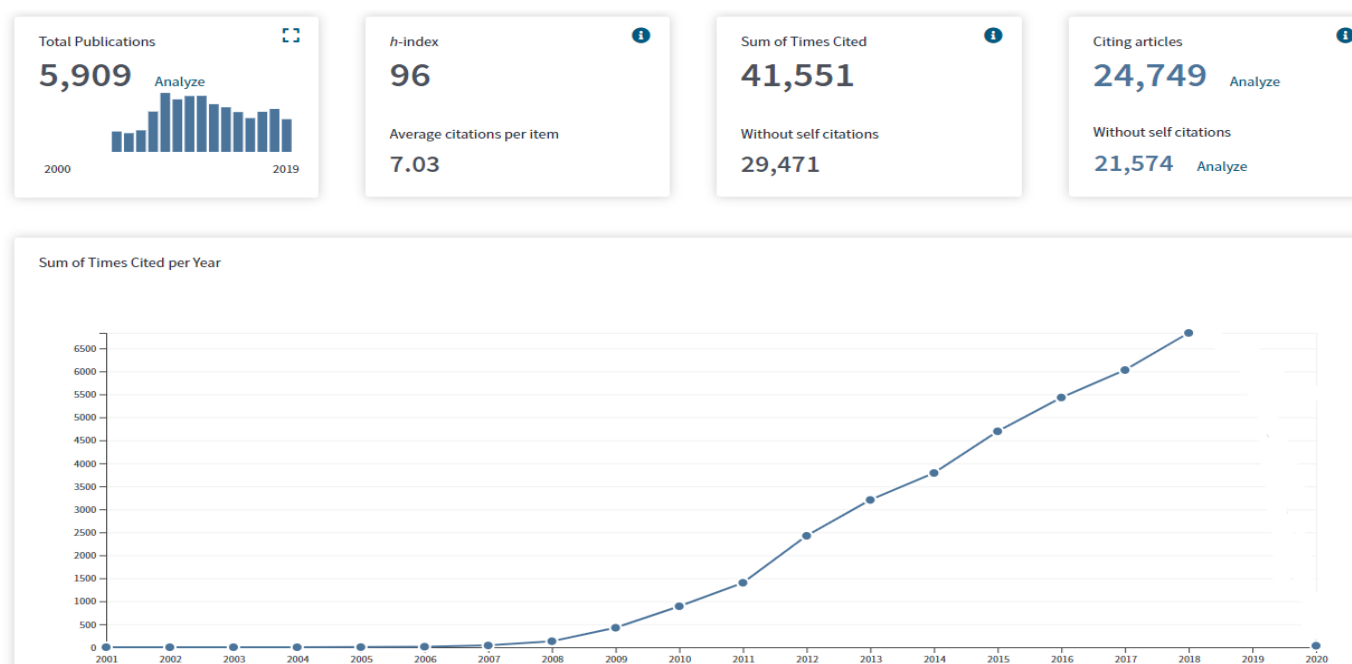 Total Publications
5,909 Analyze
2000 2019
h-index
96
Average citations per item
7.03
Sum of Times Cited
41,551
Without self citations
29,471
Citing articles
24,749 Analyze
Without self citations
21,574 Analyze
Sum of Times Cited per Year
6500
6000
5500
5000
4500
4000
3500
3000
2500
2000
1500
1000
500
0
2001 2002 2003 2004 2005 2006 2007 2008 2009 2010 2011 2012 2013 2014 2015 2016 2017 2018 2019 2020